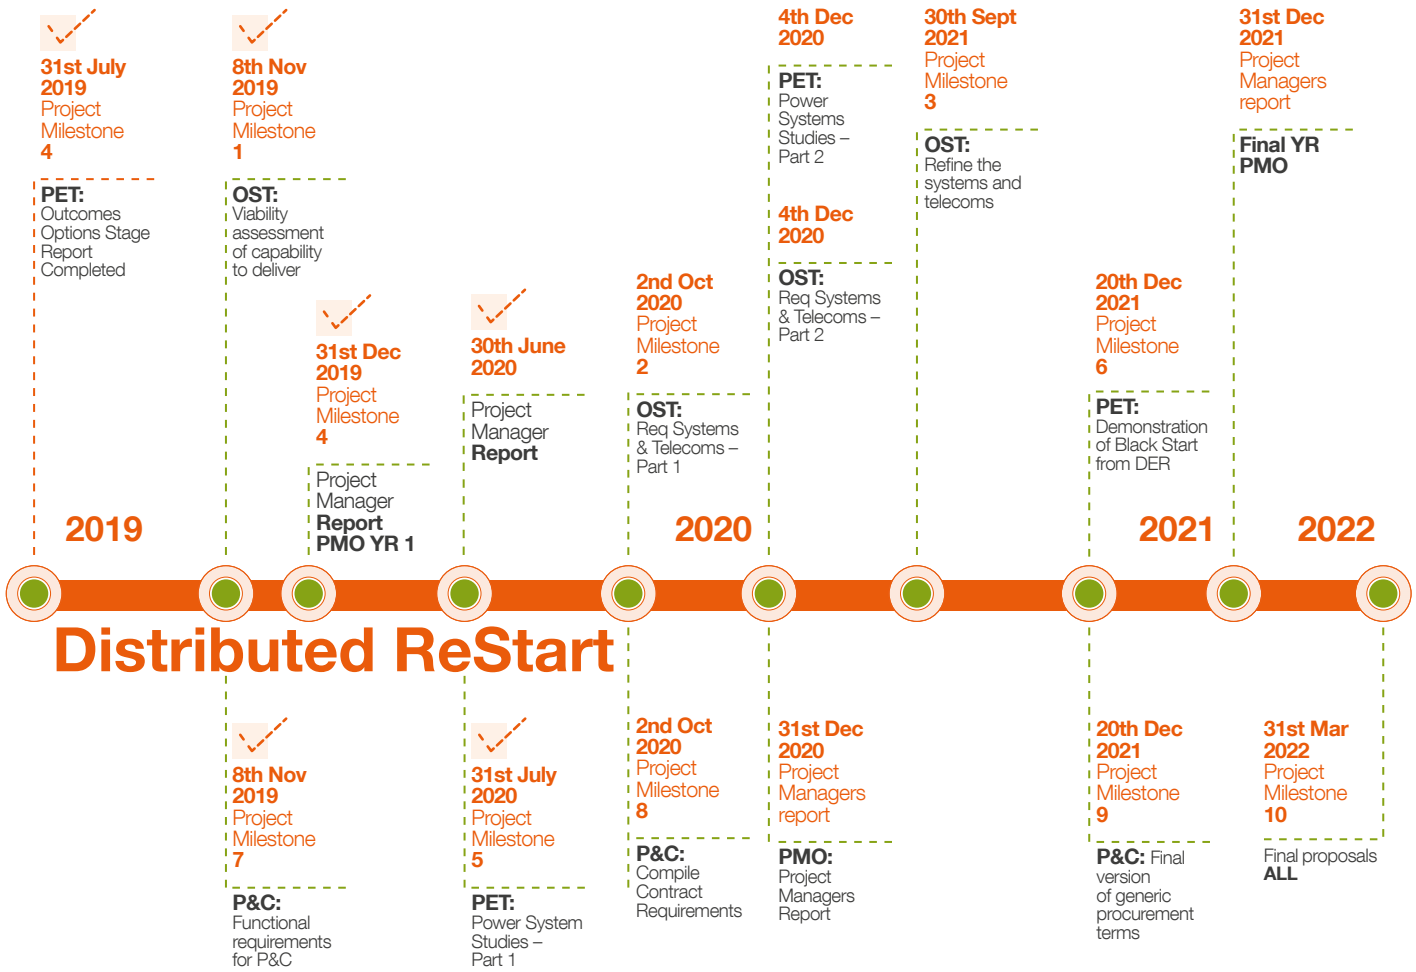 31st July
2019
Project
Milestone
4
PET:
Outcomes
Options Stage
Report
Completed
8th Nov
2019
Project
Milestone
1
OST:
Viability
assessment
of capability
to deliver
31st Dec
2019
Project
Milestone
4
Project
Manager
Report
PMO YR 1
30th June
2020
Project
Manager
Report
2nd Oct
2020
Project
Milestone
2
OST:
Req Systems
& Telecoms –
Part 1
4th Dec
2020
PET:
Power
Systems
Studies –
Part 2
4th Dec
2020
OST:
Req Systems
& Telecoms –
Part 2
30th Sept
2021
Project
Milestone
3
OST:
Refine the
systems and
telecoms
20th Dec
2021
Project
Milestone
6
PET:
Demonstration
of Black Start
from DER
31st Dec
2021
Project
Managers
report
Final YR
PMO
2019
2020
2021
2022
Distributed ReStart
8th Nov
2019
Project
Milestone
7
P&C:
Functional
requirements
for P&C
31st July
2020
Project
Milestone
5
PET:
Power System
Studies –
Part 1
2nd Oct
2020
Project
Milestone
8
P&C:
Compile
Contract
Requirements
31st Dec
2020
Project
Managers
report
PMO:
Project
Managers
Report
20th Dec
2021
Project
Milestone
9
P&C: Final
version
of generic
procurement
terms
31st Mar
2022
Project
Milestone
10
Final proposals
ALL